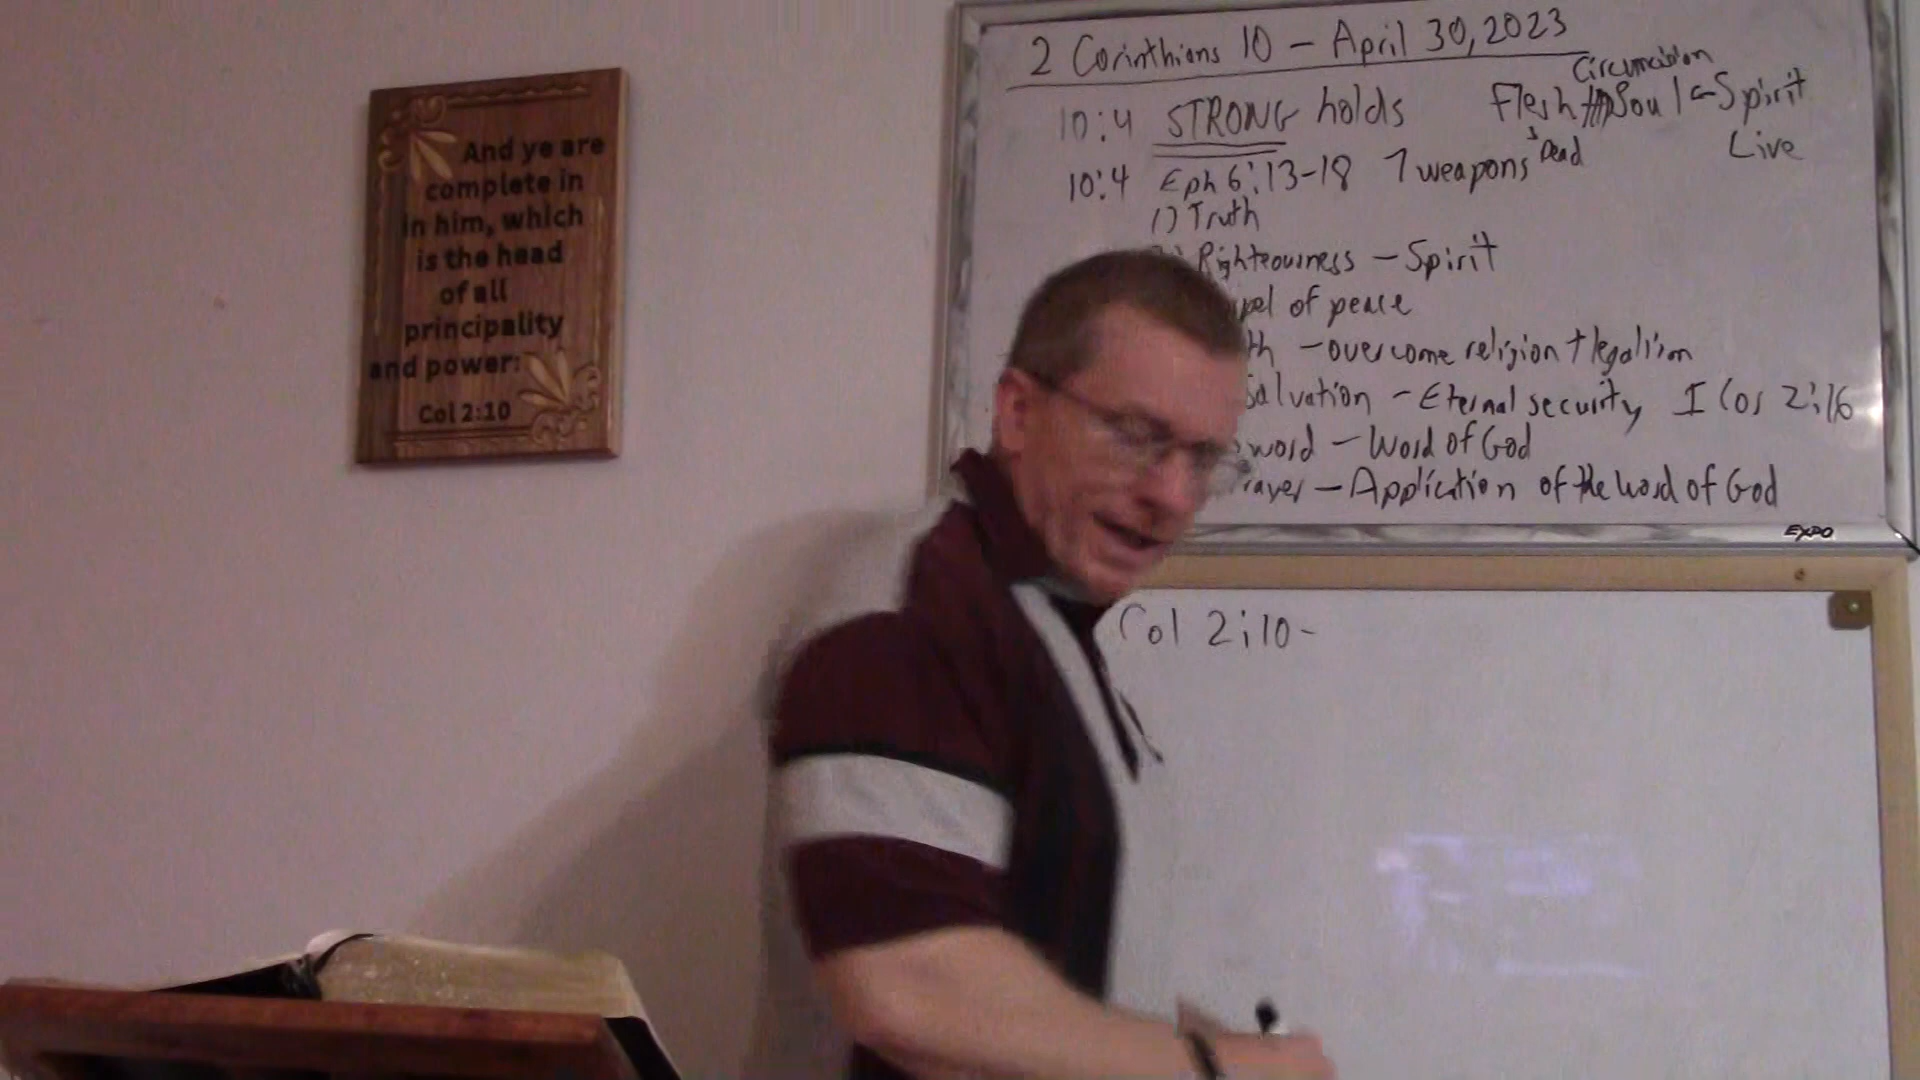 And ye are
complete in
in him, which
is the head
of all
principality
and power:
Col 2:10
2 Corinthians 10 - April 30, 2023
Circumcision
10:4 STRONG holds Flesh Soul Spirit
Dead Live
10:4 Eph 6:13-18 7 weapons
1) Truth
Righteousness - Spirit
pel of peace
th - overcome religion + legalism
Salvation - Eternal security I Cor 2:16
word - Word of God
rayer - Application of the Word of God
EXPO
Col 2:10-